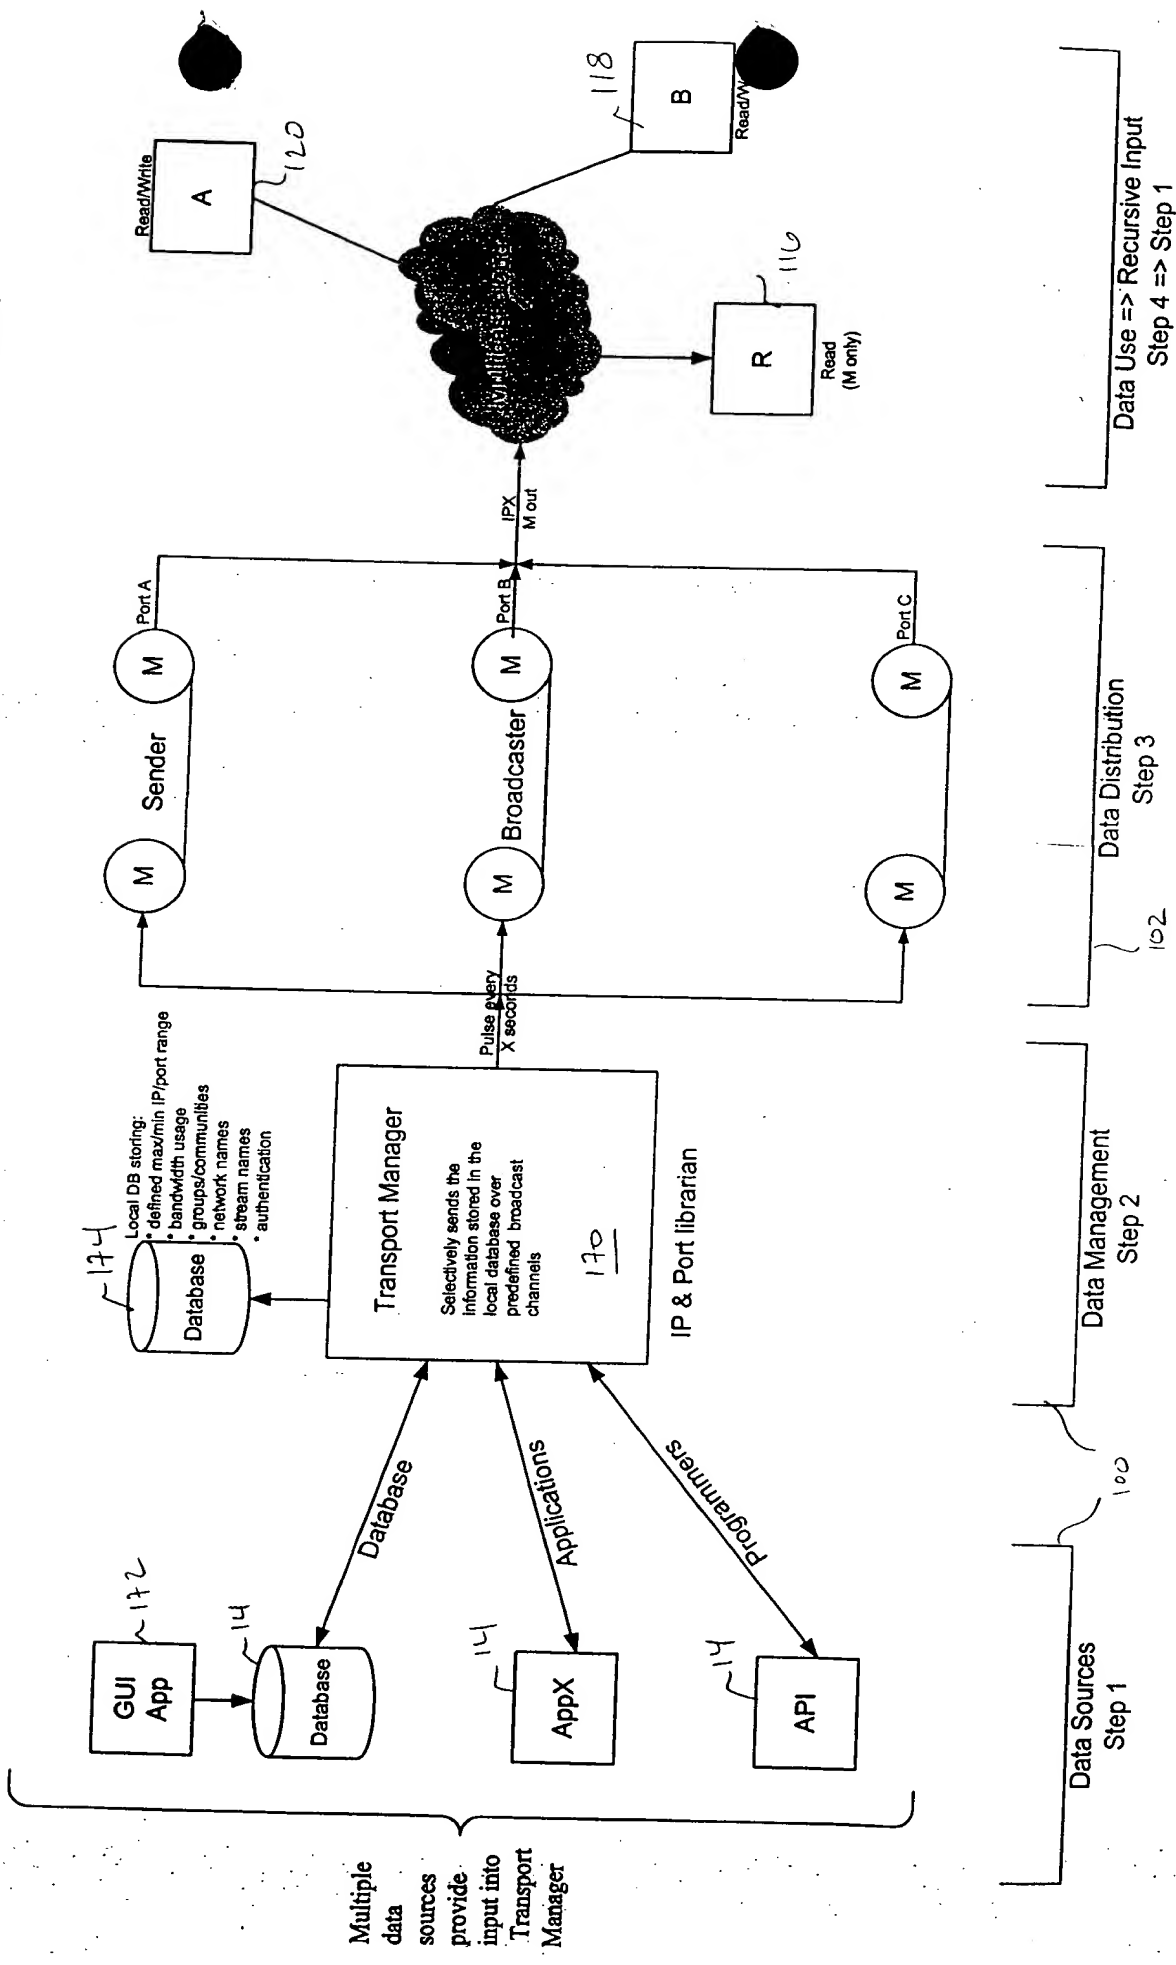 Multiple
data
sources
provide
input into
Transport
Manager
GUI
App
172
14
Database
14
AppX
14
API
Database
Applications
Programmers
174
Database
Local DB storing:
* defined max/min IP/port range
* bandwidth usage
* groups/communities
* network names
* stream names
* authentication
Transport Manager
Selectively sends the
information stored in the
local database over
predefined broadcast
channels
170
IP & Port librarian
Pulse every
X seconds
M
Sender
M
Port A
M
Broadcaster
M
Port B
M
M
Port C
IPX
M out
Read/Write
A
120
118
B
R
116
Read
(M only)
Data Sources
Step 1
100
Data Management
Step 2
102
Data Distribution
Step 3
Data Use => Recursive Input
Step 4 => Step 1